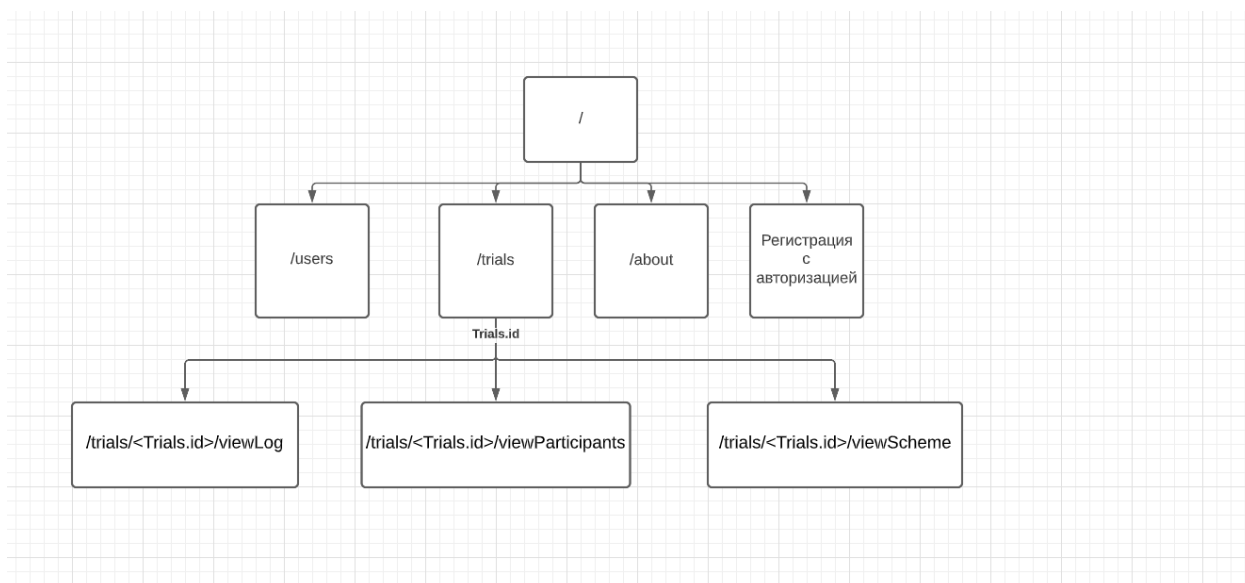 /
/users
/trials
/about
Регистрация
с
авторизацией
Trials.id
/trials/<Trials.id>/viewLog
/trials/<Trials.id>/viewParticipants
/trials/<Trials.id>/viewScheme